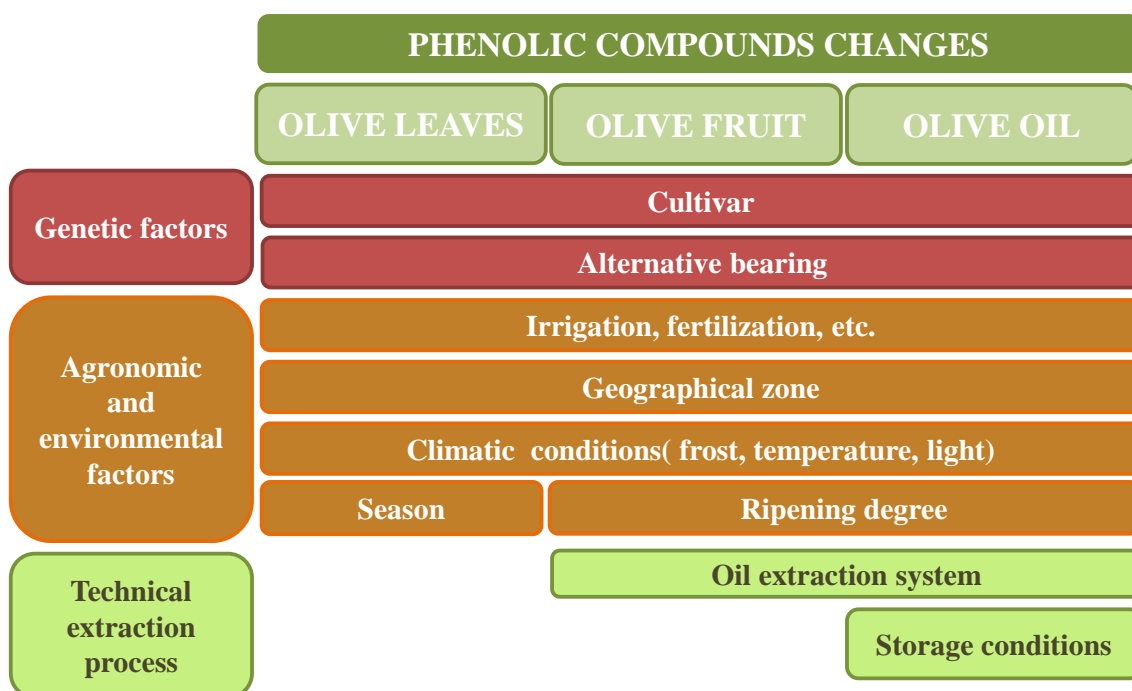 PHENOLIC COMPOUNDS CHANGES
OLIVE LEAVES
OLIVE FRUIT
OLIVE OIL
Genetic factors
Cultivar
Alternative bearing
Agronomic
and
environmental
factors
Irrigation, fertilization, etc.
Geographical zone
Climatic conditions( frost, temperature, light)
Season
Ripening degree
Technical
extraction
process
Oil extraction system
Storage conditions